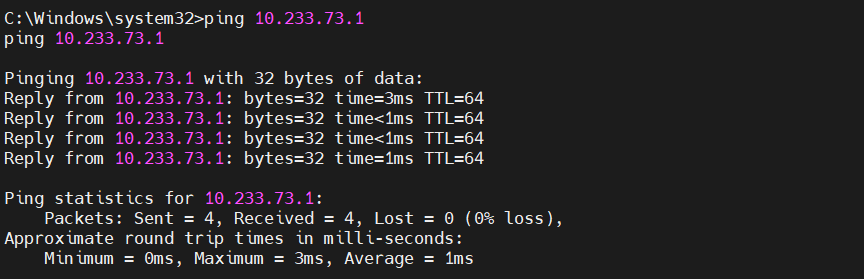 C:\Windows\system32>ping 10.233.73.1
ping 10.233.73.1
Pinging 10.233.73.1 with 32 bytes of data:
Reply from 10.233.73.1: bytes=32 time=3ms TTL=64
Reply from 10.233.73.1: bytes=32 time<1ms TTL=64
Reply from 10.233.73.1: bytes=32 time<1ms TTL=64
Reply from 10.233.73.1: bytes=32 time=1ms TTL=64
Ping statistics for 10.233.73.1:
    Packets: Sent = 4, Received = 4, Lost = 0 (0% loss),
Approximate round trip times in milli-seconds:
    Minimum = 0ms, Maximum = 3ms, Average = 1ms